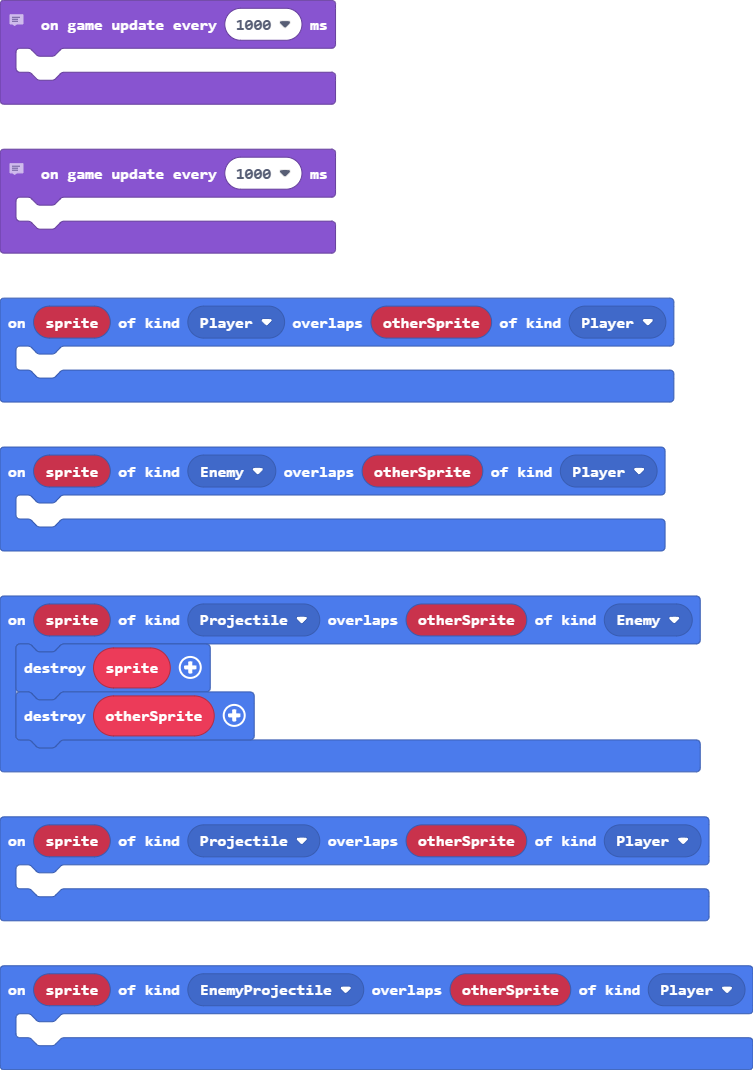 on game update every 1000 ms
on game update every 1000 ms
on sprite of kind Player overlaps otherSprite of kind Player
on sprite of kind Enemy overlaps otherSprite of kind Player
on sprite of kind Projectile overlaps otherSprite of kind Enemy
destroy sprite
destroy otherSprite
on sprite of kind Projectile overlaps otherSprite of kind Player
on sprite of kind EnemyProjectile overlaps otherSprite of kind Player